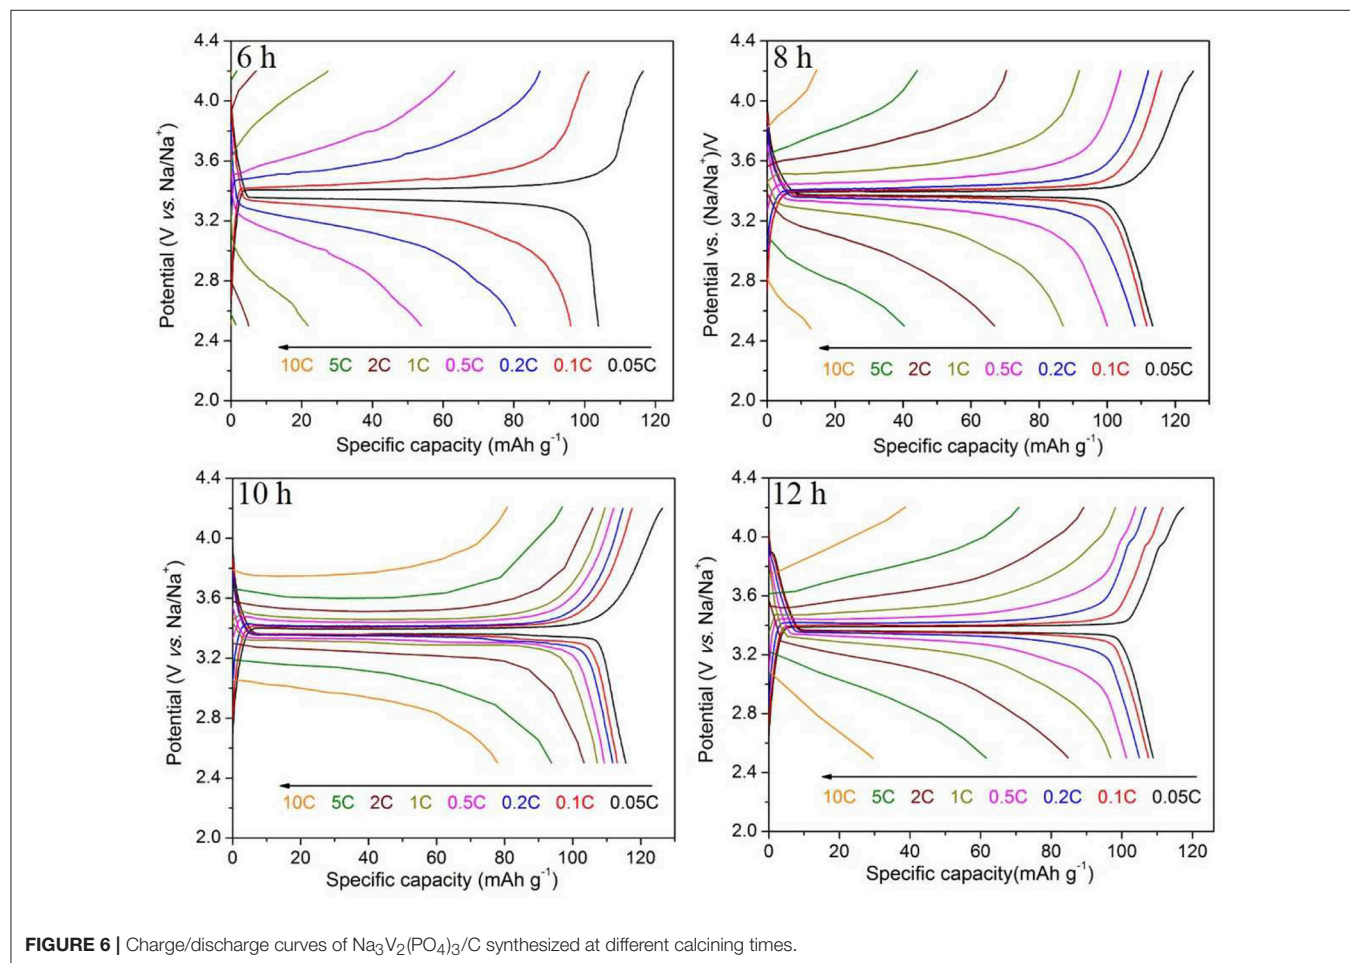 6 h
4.4
4.0
3.6
3.2
2.8
2.4
2.0
Potential (V vs. Na/Na⁺)
10C 5C 2C 1C 0.5C 0.2C 0.1C 0.05C
0 20 40 60 80 100 120
Specific capacity (mAh g⁻¹)
8 h
4.4
4.0
3.6
3.2
2.8
2.4
2.0
Potential vs. (Na/Na⁺)/V
10C 5C 2C 1C 0.5C 0.2C 0.1C 0.05C
0 20 40 60 80 100 120
Specific capacity (mAh g⁻¹)
10 h
4.4
4.0
3.6
3.2
2.8
2.4
2.0
Potential (V vs. Na/Na⁺)
10C 5C 2C 1C 0.5C 0.2C 0.1C 0.05C
0 20 40 60 80 100 120
Specific capacity (mAh g⁻¹)
12 h
4.4
4.0
3.6
3.2
2.8
2.4
2.0
Potential (V vs. Na/Na⁺)
10C 5C 2C 1C 0.5C 0.2C 0.1C 0.05C
0 20 40 60 80 100 120
Specific capacity(mAh g⁻¹)
FIGURE 6 | Charge/discharge curves of Na₃V₂(PO₄)₃/C synthesized at different calcining times.